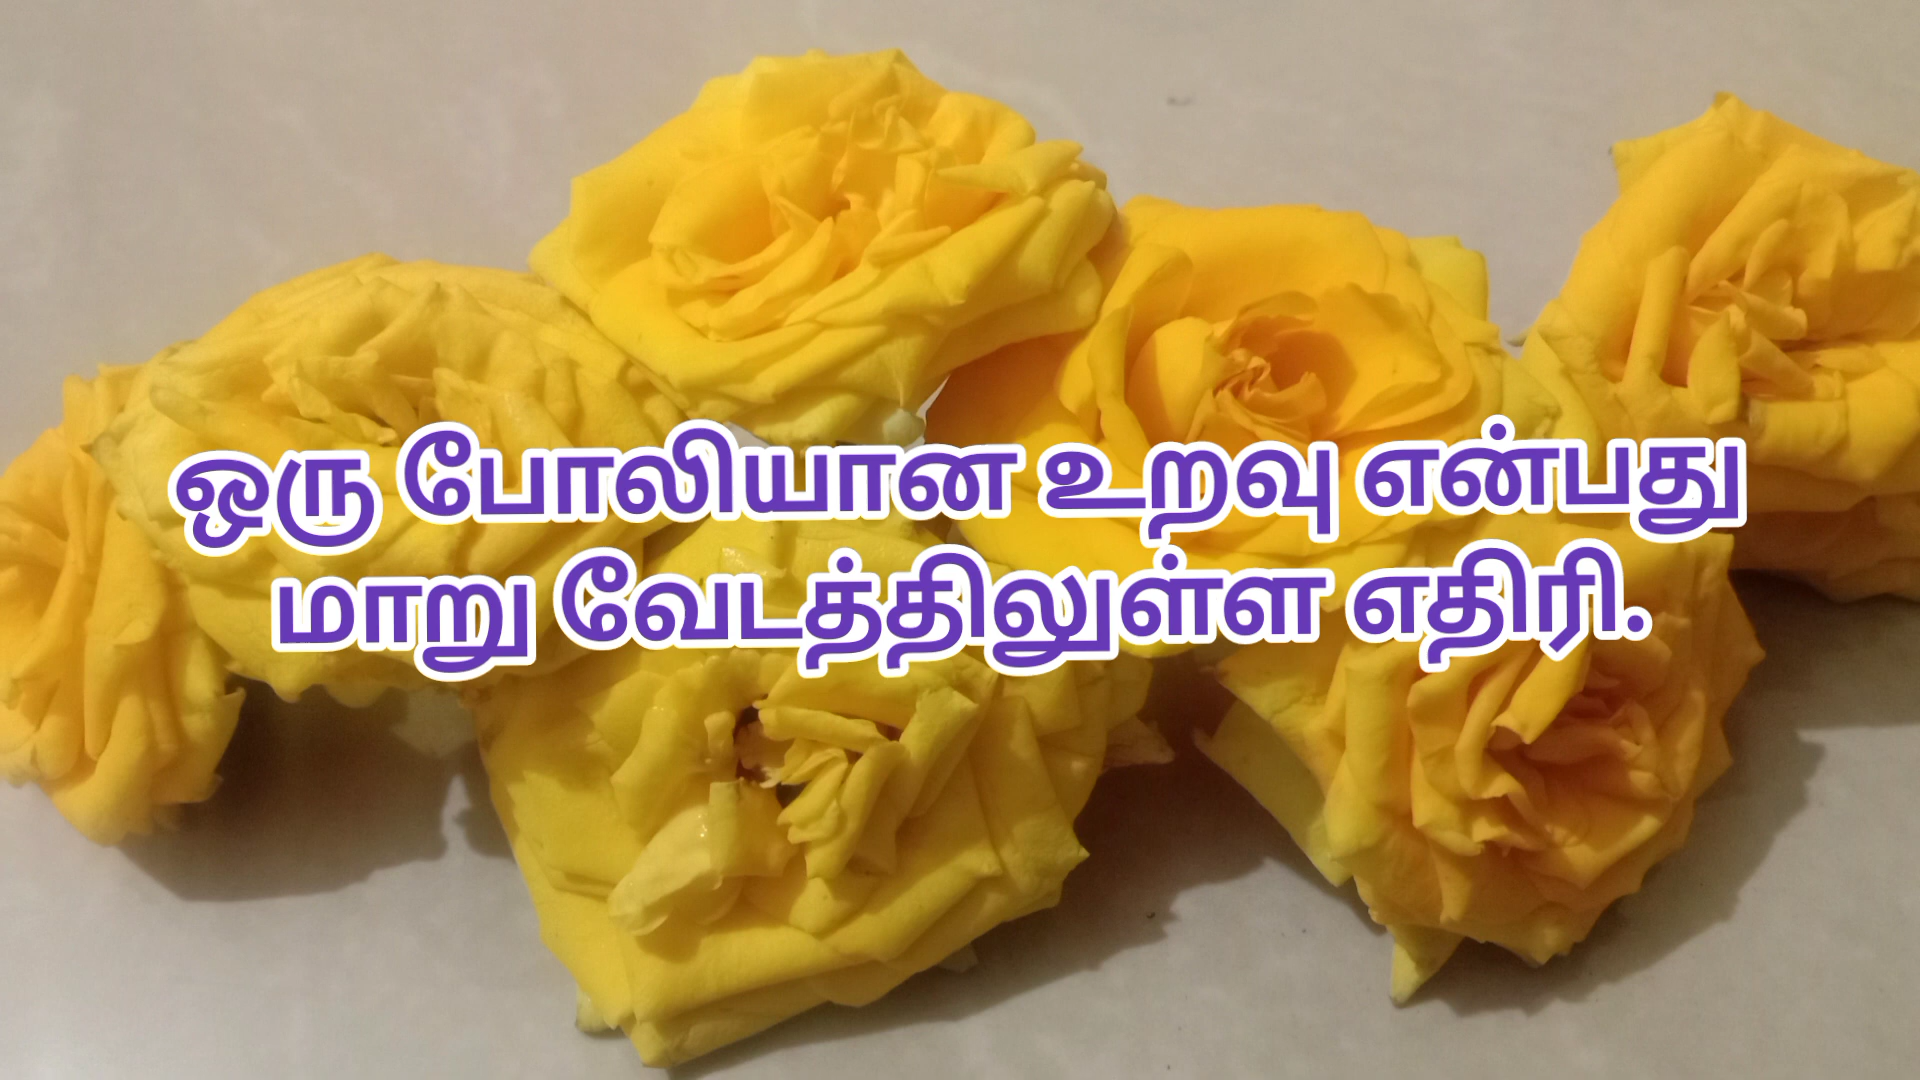 ஒரு போலியான உறவு என்பது
மாறு வேடத்திலுள்ள எதிரி.